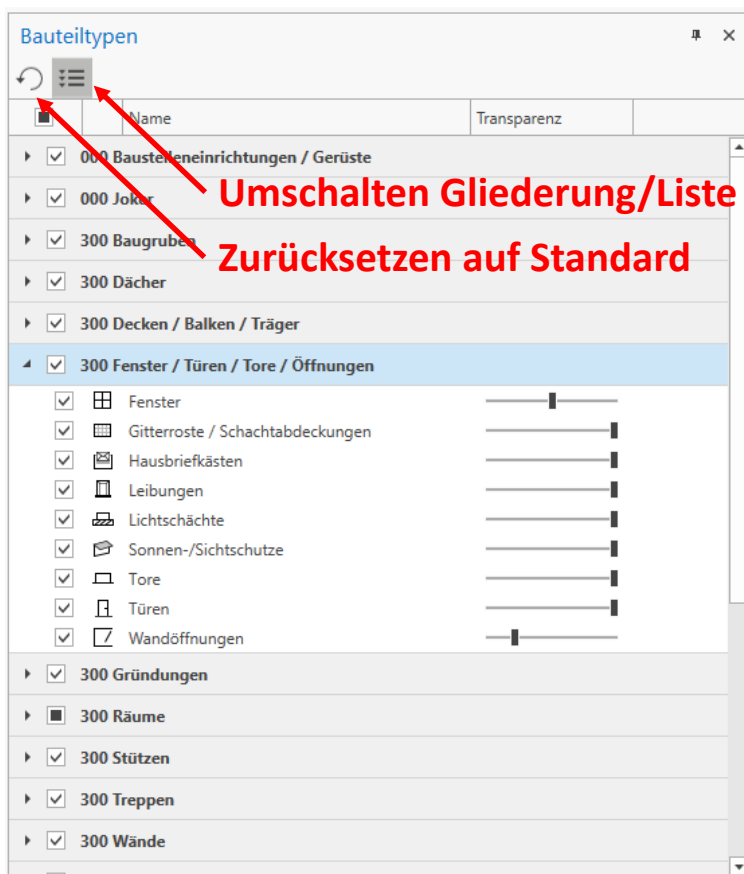 Bauteiltypen
Name Transparenz
000 Baustelleneinrichtungen / Gerüste
Umschalten Gliederung/Liste
000 Joker
300 Baugruben
Zurücksetzen auf Standard
300 Dächer
300 Decken / Balken / Träger
300 Fenster / Türen / Tore / Öffnungen
Fenster
Gitterroste / Schachtabdeckungen
Hausbriefkästen
Leibungen
Lichtschächte
Sonnen-/Sichtschutze
Tore
Türen
Wandöffnungen
300 Gründungen
300 Räume
300 Stützen
300 Treppen
300 Wände